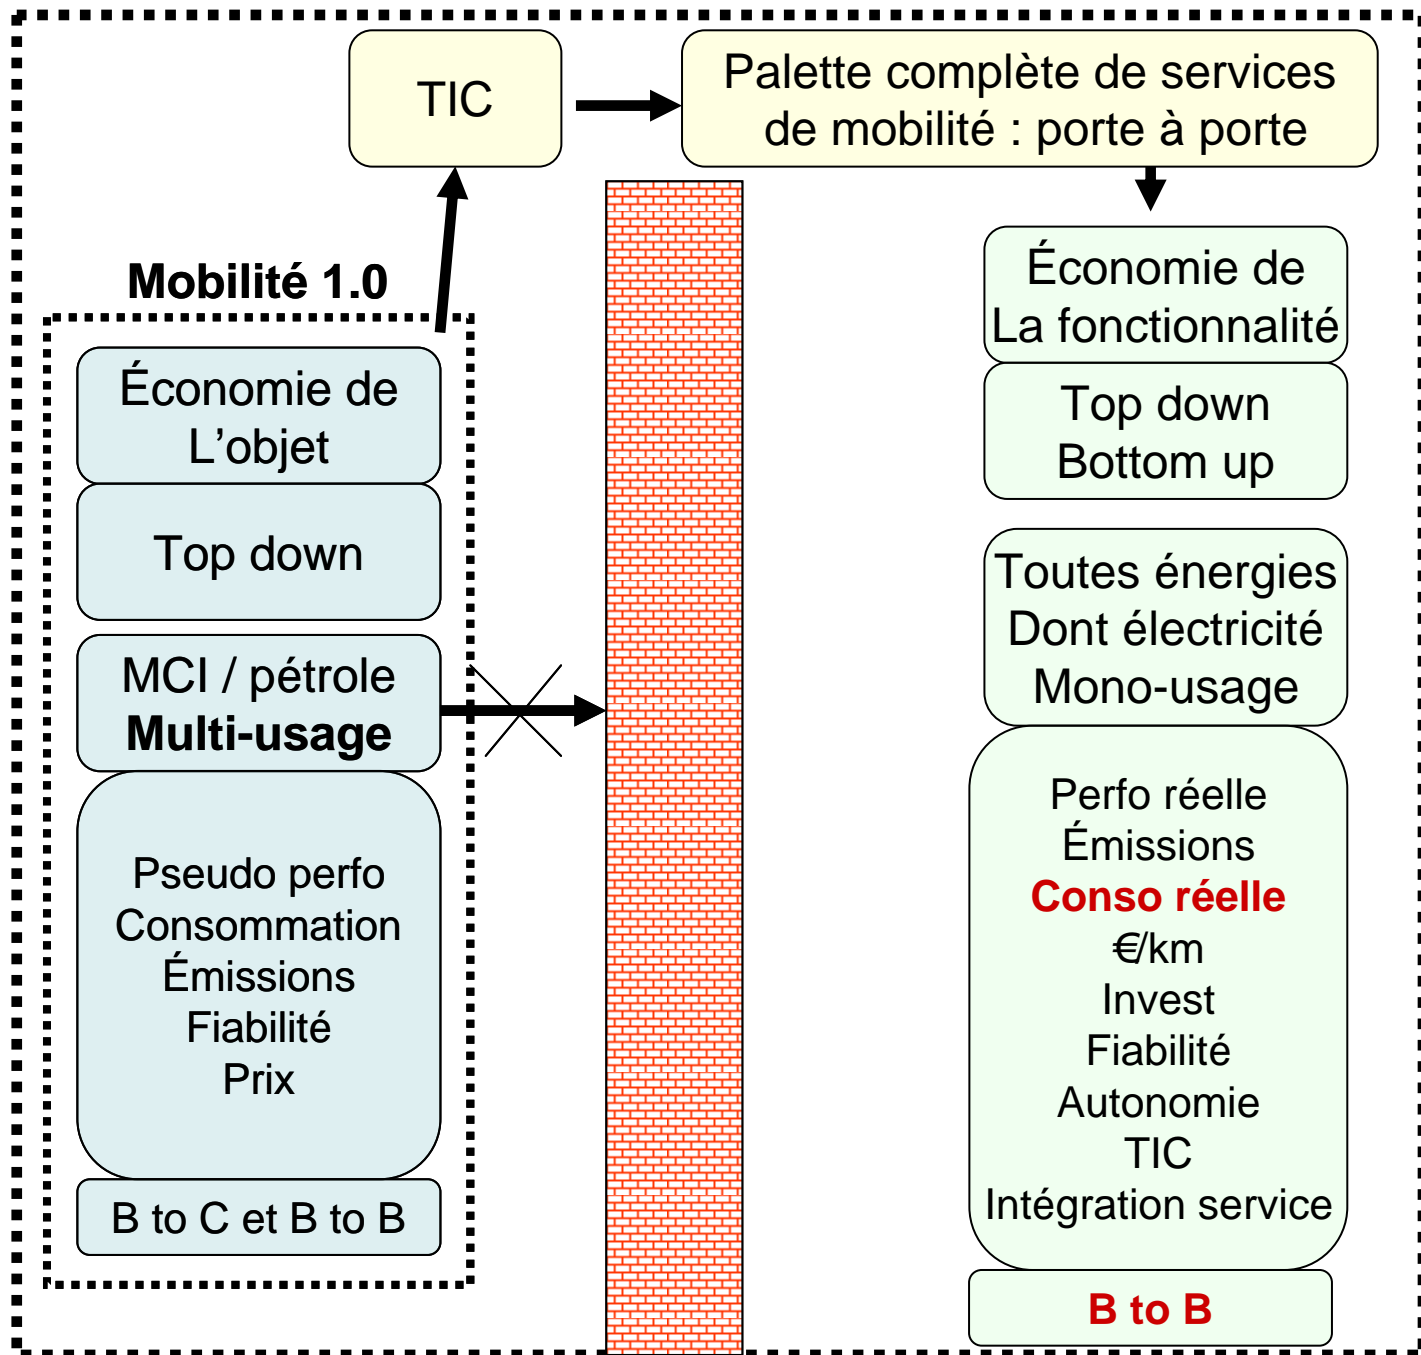 TIC
Palette complète de services
de mobilité : porte à porte
Mobilité 1.0
Économie de
L’objet
Top down
MCI / pétrole
Multi-usage
Pseudo perfo
Consommation
Émissions
Fiabilité
Prix
B to C et B to B
Économie de
La fonctionnalité
Top down
Bottom up
Toutes énergies
Dont électricité
Mono-usage
Perfo réelle
Émissions
Conso réelle
€/km
Invest
Fiabilité
Autonomie
TIC
Intégration service
B to B